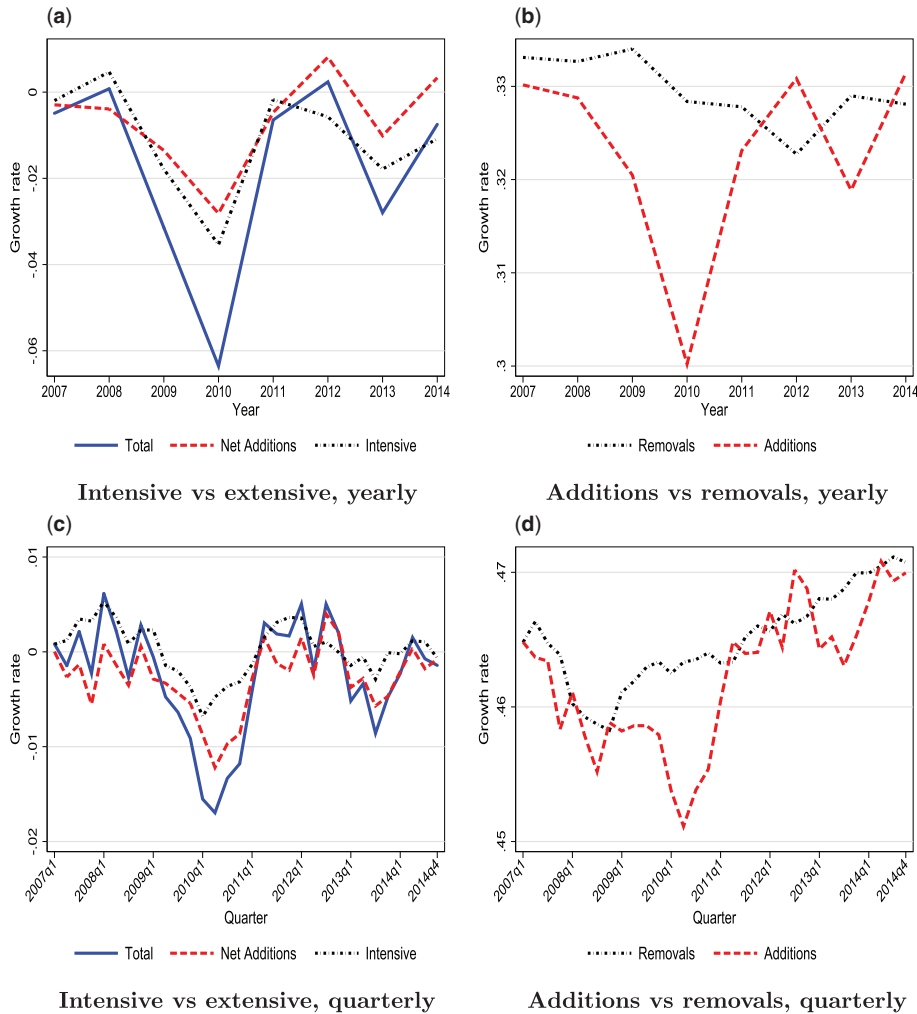 (a)
Growth rate
0
-.02
-.04
-.06
2007 2008 2009 2010 2011 2012 2013 2014
Year
Total Net Additions Intensive
Intensive vs extensive, yearly
(b)
Growth rate
.33
.32
.31
.3
2007 2008 2009 2010 2011 2012 2013 2014
Year
Removals Additions
Additions vs removals, yearly
(c)
Growth rate
.01
0
-.01
-.02
2007q1 2008q1 2009q1 2010q1 2011q1 2012q1 2013q1 2014q1 2014q4
Quarter
Total Net Additions Intensive
Intensive vs extensive, quarterly
(d)
Growth rate
.47
.46
.45
2007q1 2008q1 2009q1 2010q1 2011q1 2012q1 2013q1 2014q1 2014q4
Quarter
Removals Additions
Additions vs removals, quarterly